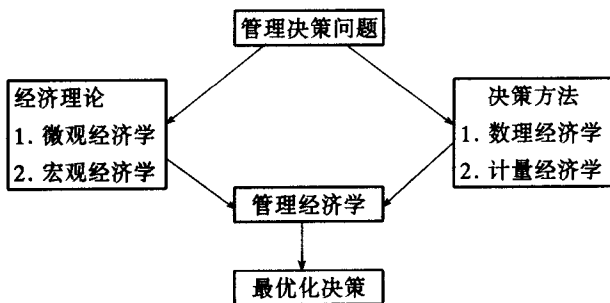 管理决策问题
经济理论
1. 微观经济学
2. 宏观经济学
决策方法
1. 数理经济学
2. 计量经济学
管理经济学
最优化决策